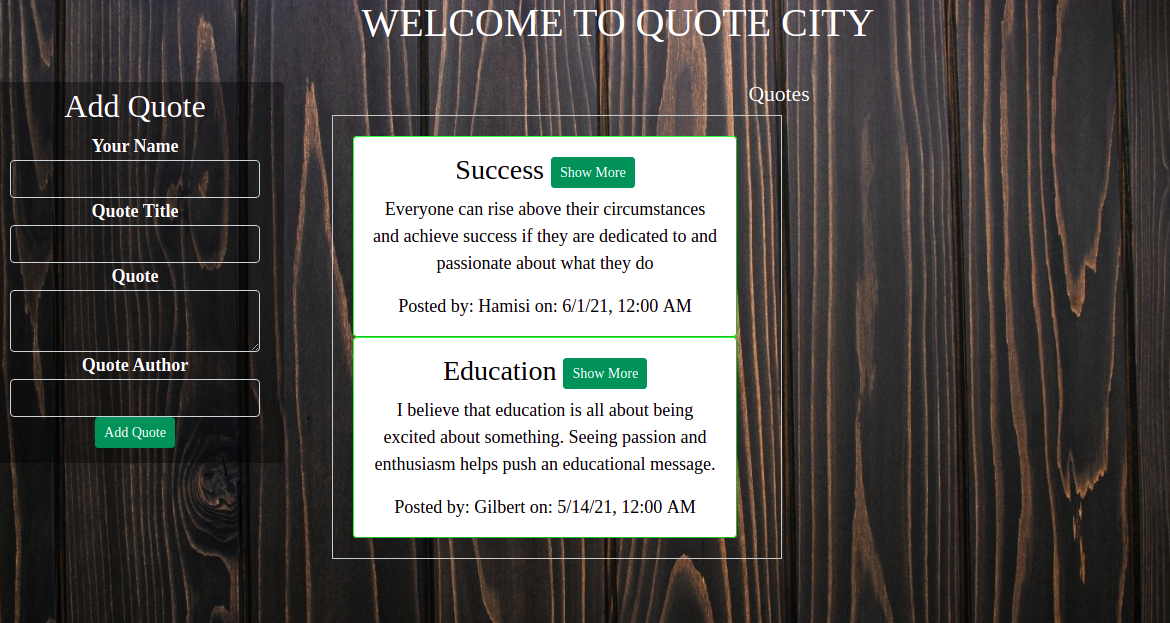 WELCOME TO QUOTE CITY
Add Quote
Your Name
Quote Title
Quote
Quote Author
Add Quote
Quotes
Success Show More
Everyone can rise above their circumstances
and achieve success if they are dedicated to and
passionate about what they do
Posted by: Hamisi on: 6/1/21, 12:00 AM
Education Show More
I believe that education is all about being
excited about something. Seeing passion and
enthusiasm helps push an educational message.
Posted by: Gilbert on: 5/14/21, 12:00 AM